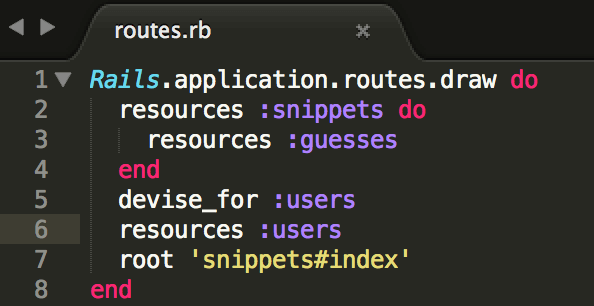 routes.rb
1 Rails.application.routes.draw do
2 resources :snippets do
3 resources :guesses
4 end
5 devise_for :users
6 resources :users
7 root 'snippets#index'
8 end